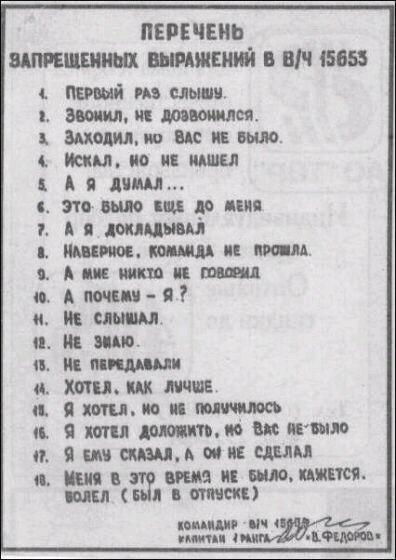 ПЕРЕЧЕНЬ
ЗАПРЕЩЕННЫХ ВЫРАЖЕНИЙ В В/Ч 15653
1. ПЕРВЫЙ РАЗ СЛЫШУ.
2. ЗВОНИЛ, НЕ ДОЗВОНИЛСЯ.
3. ЗАХОДИЛ, НО ВАС НЕ БЫЛО.
4. ИСКАЛ, НО НЕ НАШЕЛ
5. А Я ДУМАЛ...
6. ЭТО БЫЛО ЕЩЕ ДО МЕНЯ
7. А Я ДОКЛАДЫВАЛ
8. НАВЕРНОЕ, КОМАНДА НЕ ПРОШЛА.
9. А МНЕ НИКТО НЕ ГОВОРИЛ
10. А ПОЧЕМУ - Я?
11. НЕ СЛЫШАЛ.
12. НЕ ЗНАЮ.
13. НЕ ПЕРЕДАВАЛИ
14. ХОТЕЛ, КАК ЛУЧШЕ.
15. Я ХОТЕЛ, НО НЕ ПОЛУЧИЛОСЬ
16. Я ХОТЕЛ ДОЛОЖИТЬ, НО ВАС НЕ БЫЛО
17. Я ЕМУ СКАЗАЛ, А ОН НЕ СДЕЛАЛ
18. МЕНЯ В ЭТО ВРЕМЯ НЕ БЫЛО, КАЖЕТСЯ.
БОЛЕЛ (БЫЛ В ОТПУСКЕ)
КОМАНДИР В/Ч 15653
КАПИТАН 1 РАНГА "В.ФЕДОРОВ"